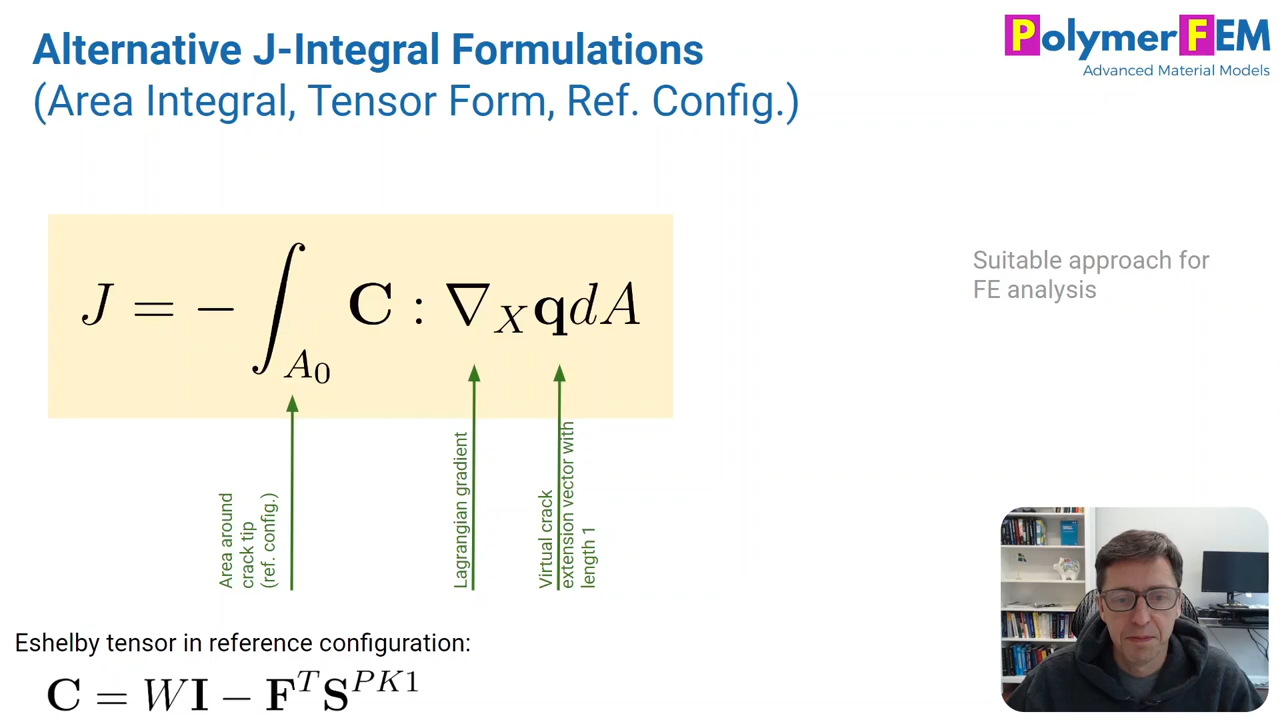 Alternative J-Integral Formulations
(Area Integral, Tensor Form, Ref. Config.)
PolymerFEM
Advanced Material Models
J = − ∫_{A_0} C : ∇_X q dA
Suitable approach for
FE analysis
Area around
crack tip
(ref. config.)
Lagrangian gradient
Virtual crack
extension vector with
length 1
Eshelby tensor in reference configuration:
C = WI − F^T S^{PK1}